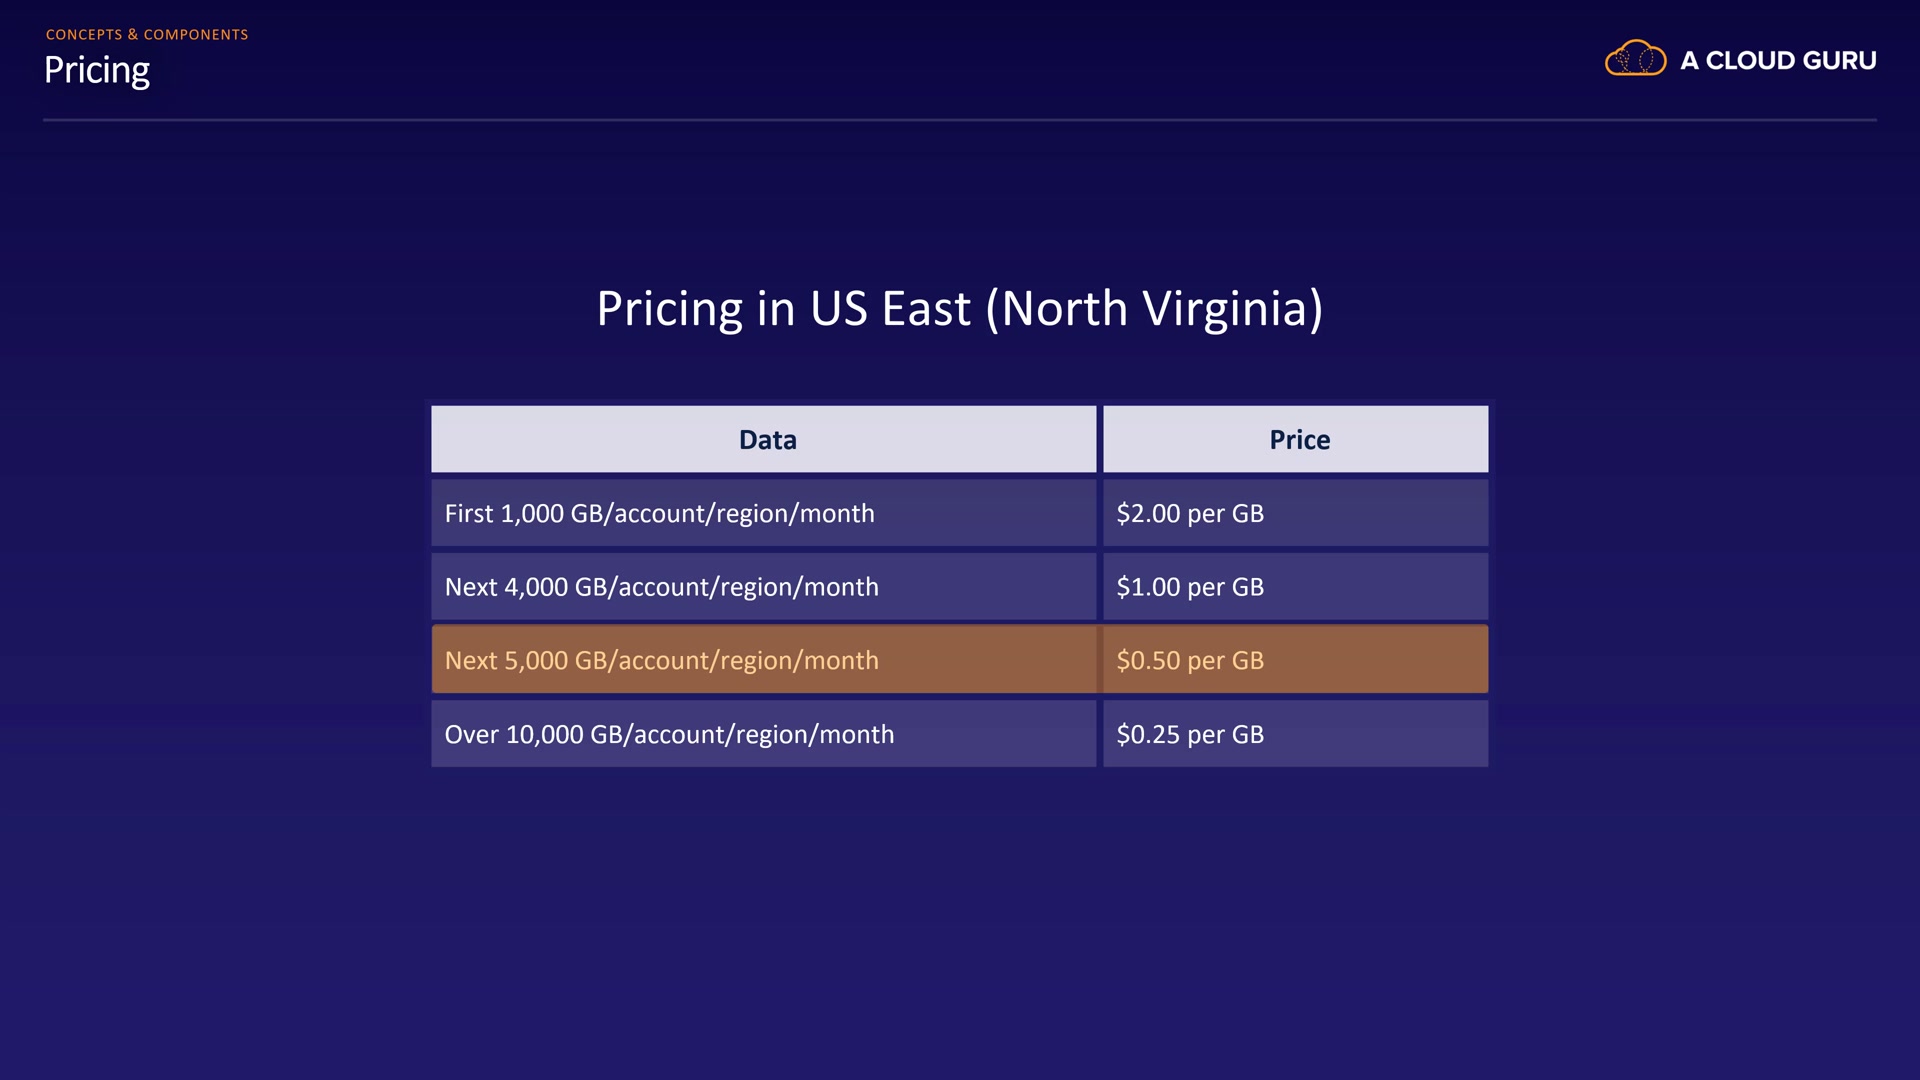 CONCEPTS & COMPONENTS
Pricing
A CLOUD GURU
Pricing in US East (North Virginia)
Data Price
First 1,000 GB/account/region/month $2.00 per GB
Next 4,000 GB/account/region/month $1.00 per GB
Next 5,000 GB/account/region/month $0.50 per GB
Over 10,000 GB/account/region/month $0.25 per GB